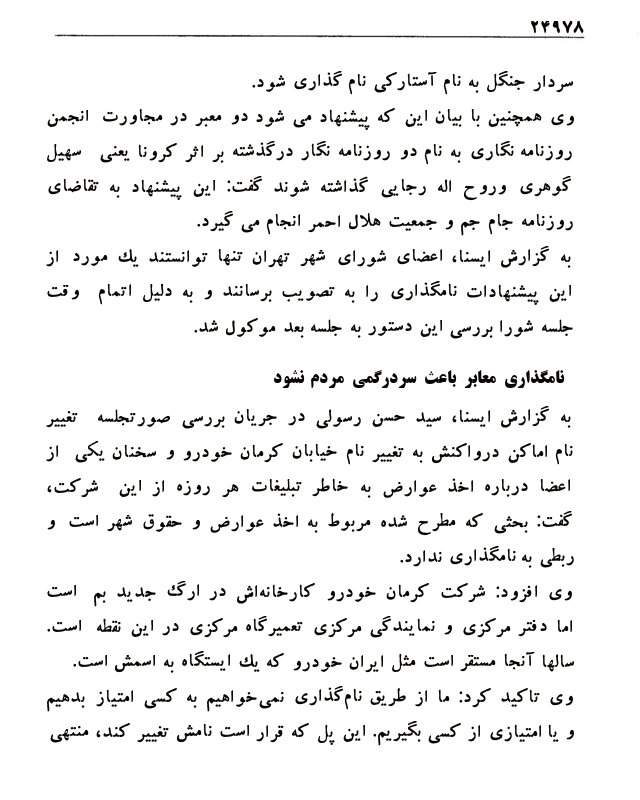 ۲۴۹۷۸
سردار جنگل به نام آستارکی نام گذاری شود.
وی همچنین با بیان این که پیشنهاد می شود دو معبر در مجاورت انجمن
روزنامه نگاری به نام دو روزنامه نگار درگذشته بر اثر کرونا یعنی سهیل
گوهری وروح اله رجایی گذاشته شوند گفت: این پیشنهاد به تقاضای
روزنامه جام جم و جمعیت هلال احمر انجام می گیرد.
به گزارش ایسنا، اعضای شورای شهر تهران تنها توانستند یك مورد از
این پیشنهادات نامگذاری را به تصویب برسانند و به دلیل اتمام وقت
جلسه شورا بررسی این دستور به جلسه بعد موکول شد.
نامگذاری معابر باعث سردرگمی مردم نشود
به گزارش ایسنا، سید حسن رسولی در جریان بررسی صورتجلسه تغییر
نام اماکن درواکنش به تغییر نام خیابان کرمان خودرو و سخنان یکی از
اعضا درباره اخذ عوارض به خاطر تبلیغات هر روزه از این شرکت،
گفت: بحثی که مطرح شده مربوط به اخذ عوارض و حقوق شهر است و
ربطی به نامگذاری ندارد.
وی افزود: شرکت کرمان خودرو کارخانه‌اش در ارگ جدید بم است
اما دفتر مرکزی و نمایندگی مرکزی تعمیرگاه مرکزی در این نقطه است.
سالها آنجا مستقر است مثل ایران خودرو که یك ایستگاه به اسمش است.
وی تاکید کرد: ما از طریق نام‌گذاری نمی‌خواهیم به کسی امتیاز بدهیم
و یا امتیازی از کسی بگیریم. این پل که قرار است نامش تغییر کند، منتهی